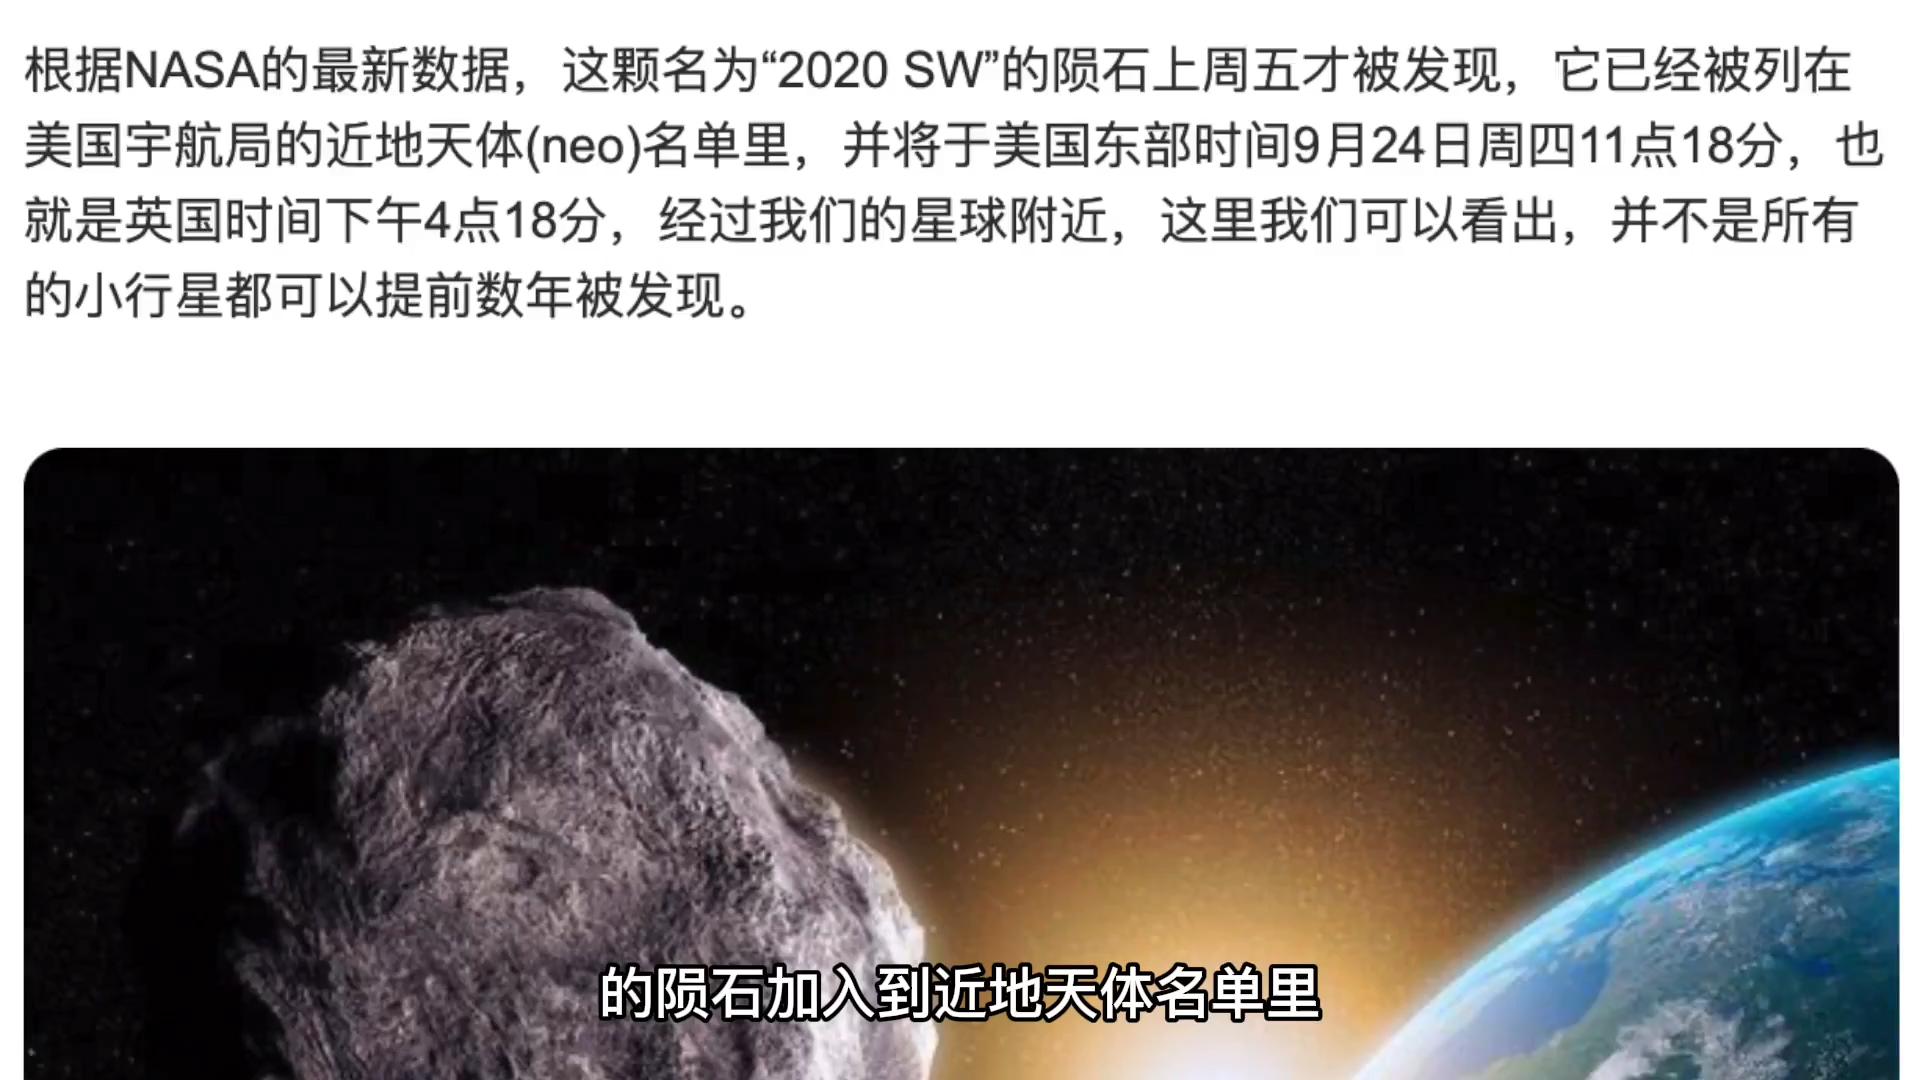 根据NASA的最新数据，这颗名为“2020 SW”的陨石上周五才被发现，它已经被列在
美国宇航局的近地天体(neo)名单里，并将于美国东部时间9月24日周四11点18分，也
就是英国时间下午4点18分，经过我们的星球附近，这里我们可以看出，并不是所有
的小行星都可以提前数年被发现。
的陨石加入到近地天体名单里